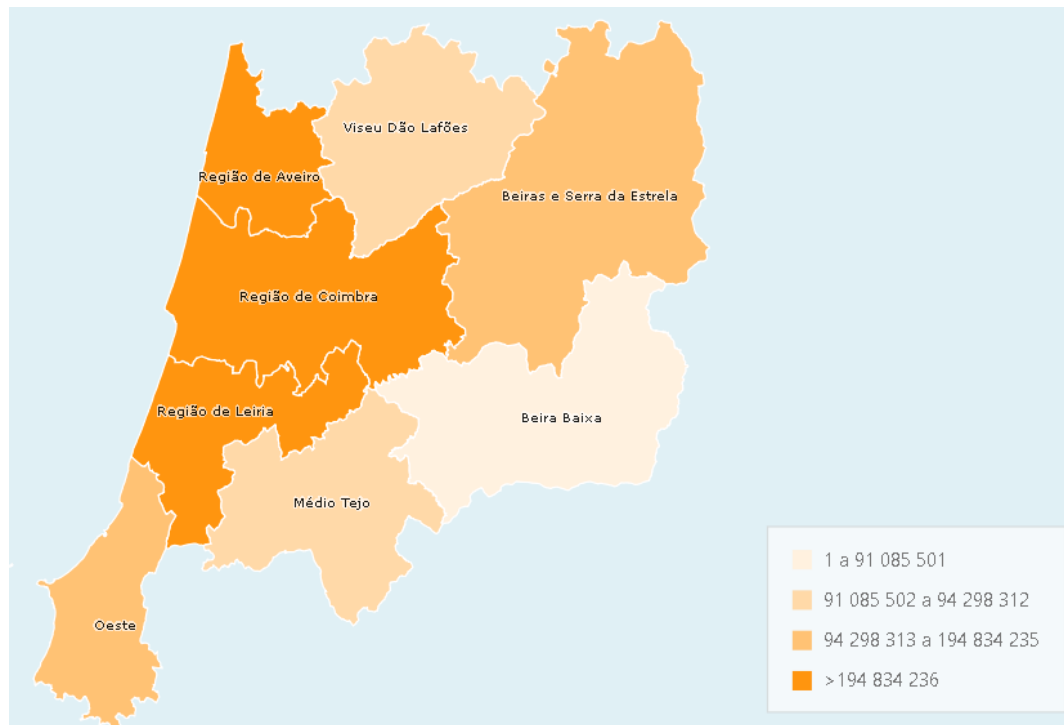 Viseu Dão Lafões
Região de Aveiro
Beiras e Serra da Estrela
Região de Coimbra
Região de Leiria
Beira Baixa
Médio Tejo
Oeste
1 a 91 085 501
91 085 502 a 94 298 312
94 298 313 a 194 834 235
>194 834 236